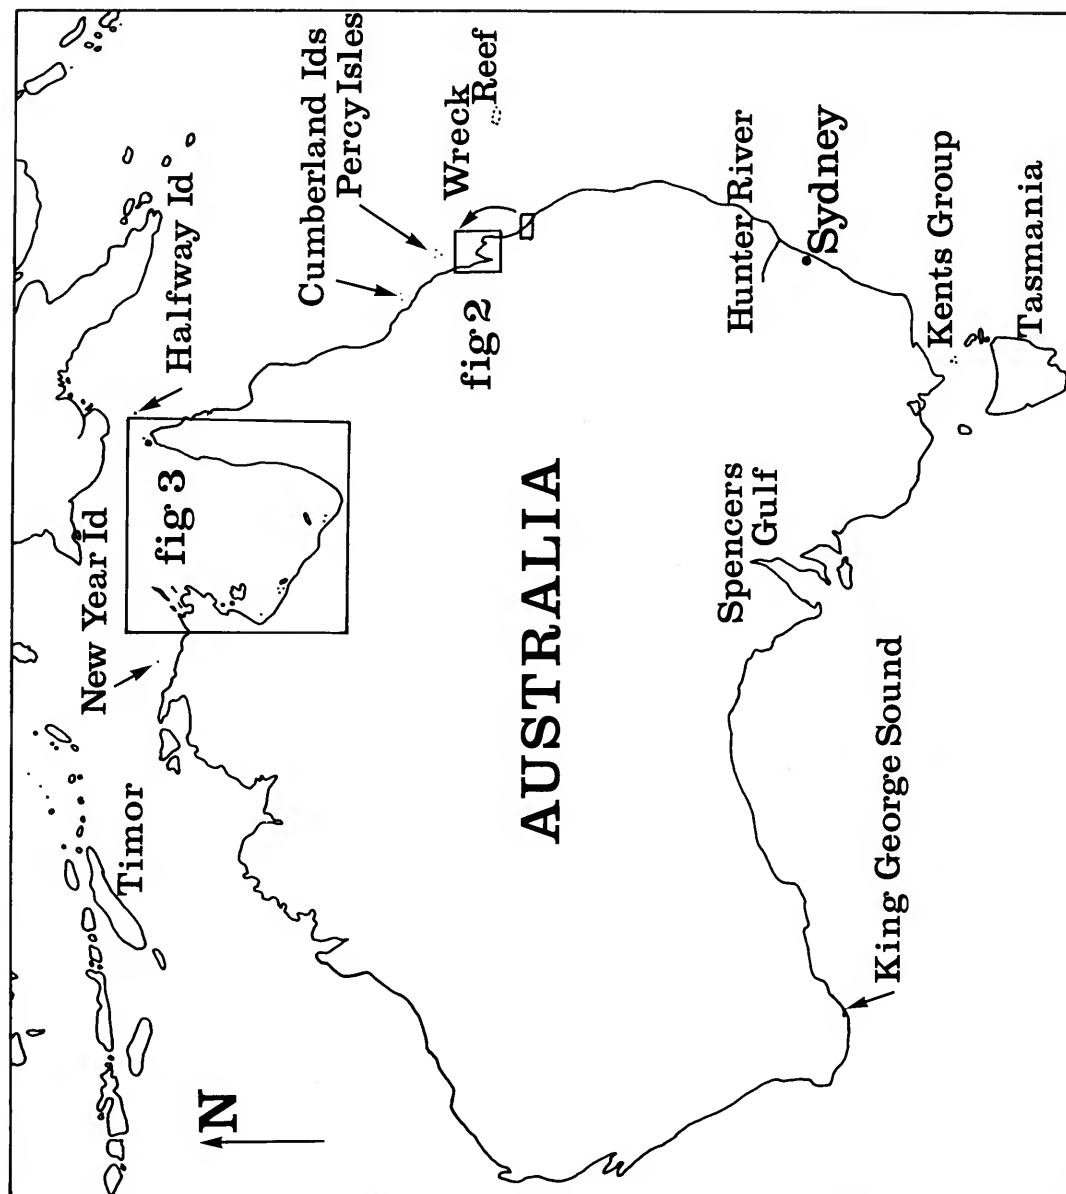 Halfway Id
Cumberland Ids
Percy Isles
Wreck
Reef
fig 2
fig 3
New Year Id
Timor
N
AUSTRALIA
Hunter River
Sydney
Kents Group
Tasmania
Spencers
Gulf
King George Sound